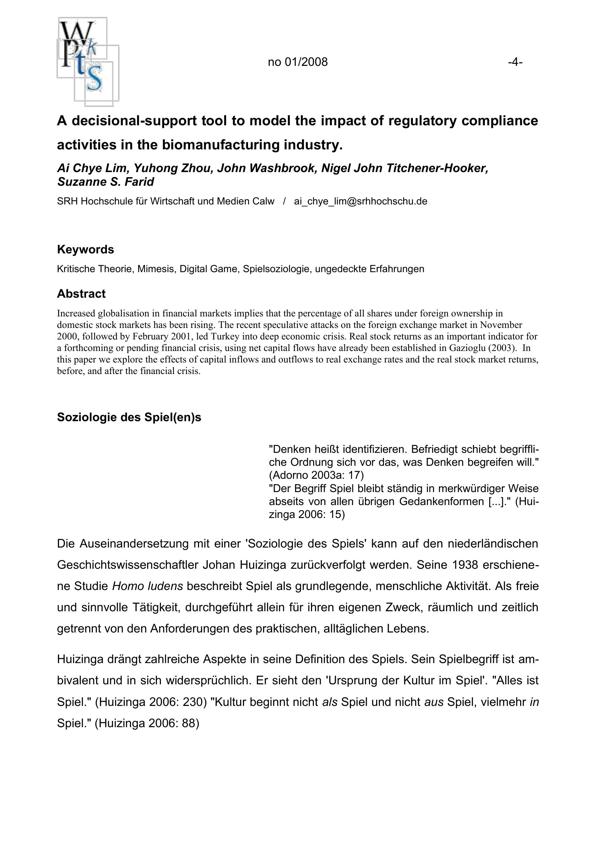 W
P k
t s
S
no 01/2008 -4-
A decisional-support tool to model the impact of regulatory compliance
activities in the biomanufacturing industry.
Ai Chye Lim, Yuhong Zhou, John Washbrook, Nigel John Titchener-Hooker,
Suzanne S. Farid
SRH Hochschule für Wirtschaft und Medien Calw / ai_chye_lim@srhhochschu.de
Keywords
Kritische Theorie, Mimesis, Digital Game, Spielsoziologie, ungedeckte Erfahrungen
Abstract
Increased globalisation in financial markets implies that the percentage of all shares under foreign ownership in
domestic stock markets has been rising. The recent speculative attacks on the foreign exchange market in November
2000, followed by February 2001, led Turkey into deep economic crisis. Real stock returns as an important indicator for
a forthcoming or pending financial crisis, using net capital flows have already been established in Gazioglu (2003). In
this paper we explore the effects of capital inflows and outflows to real exchange rates and the real stock market returns,
before, and after the financial crisis.
Soziologie des Spiel(en)s
"Denken heißt identifizieren. Befriedigt schiebt begriffli-
che Ordnung sich vor das, was Denken begreifen will."
(Adorno 2003a: 17)
"Der Begriff Spiel bleibt ständig in merkwürdiger Weise
abseits von allen übrigen Gedankenformen [...]." (Hui-
zinga 2006: 15)
Die Auseinandersetzung mit einer 'Soziologie des Spiels' kann auf den niederländischen
Geschichtswissenschaftler Johan Huizinga zurückverfolgt werden. Seine 1938 erschiene-
ne Studie Homo ludens beschreibt Spiel als grundlegende, menschliche Aktivität. Als freie
und sinnvolle Tätigkeit, durchgeführt allein für ihren eigenen Zweck, räumlich und zeitlich
getrennt von den Anforderungen des praktischen, alltäglichen Lebens.
Huizinga drängt zahlreiche Aspekte in seine Definition des Spiels. Sein Spielbegriff ist am-
bivalent und in sich widersprüchlich. Er sieht den 'Ursprung der Kultur im Spiel'. "Alles ist
Spiel." (Huizinga 2006: 230) "Kultur beginnt nicht als Spiel und nicht aus Spiel, vielmehr in
Spiel." (Huizinga 2006: 88)